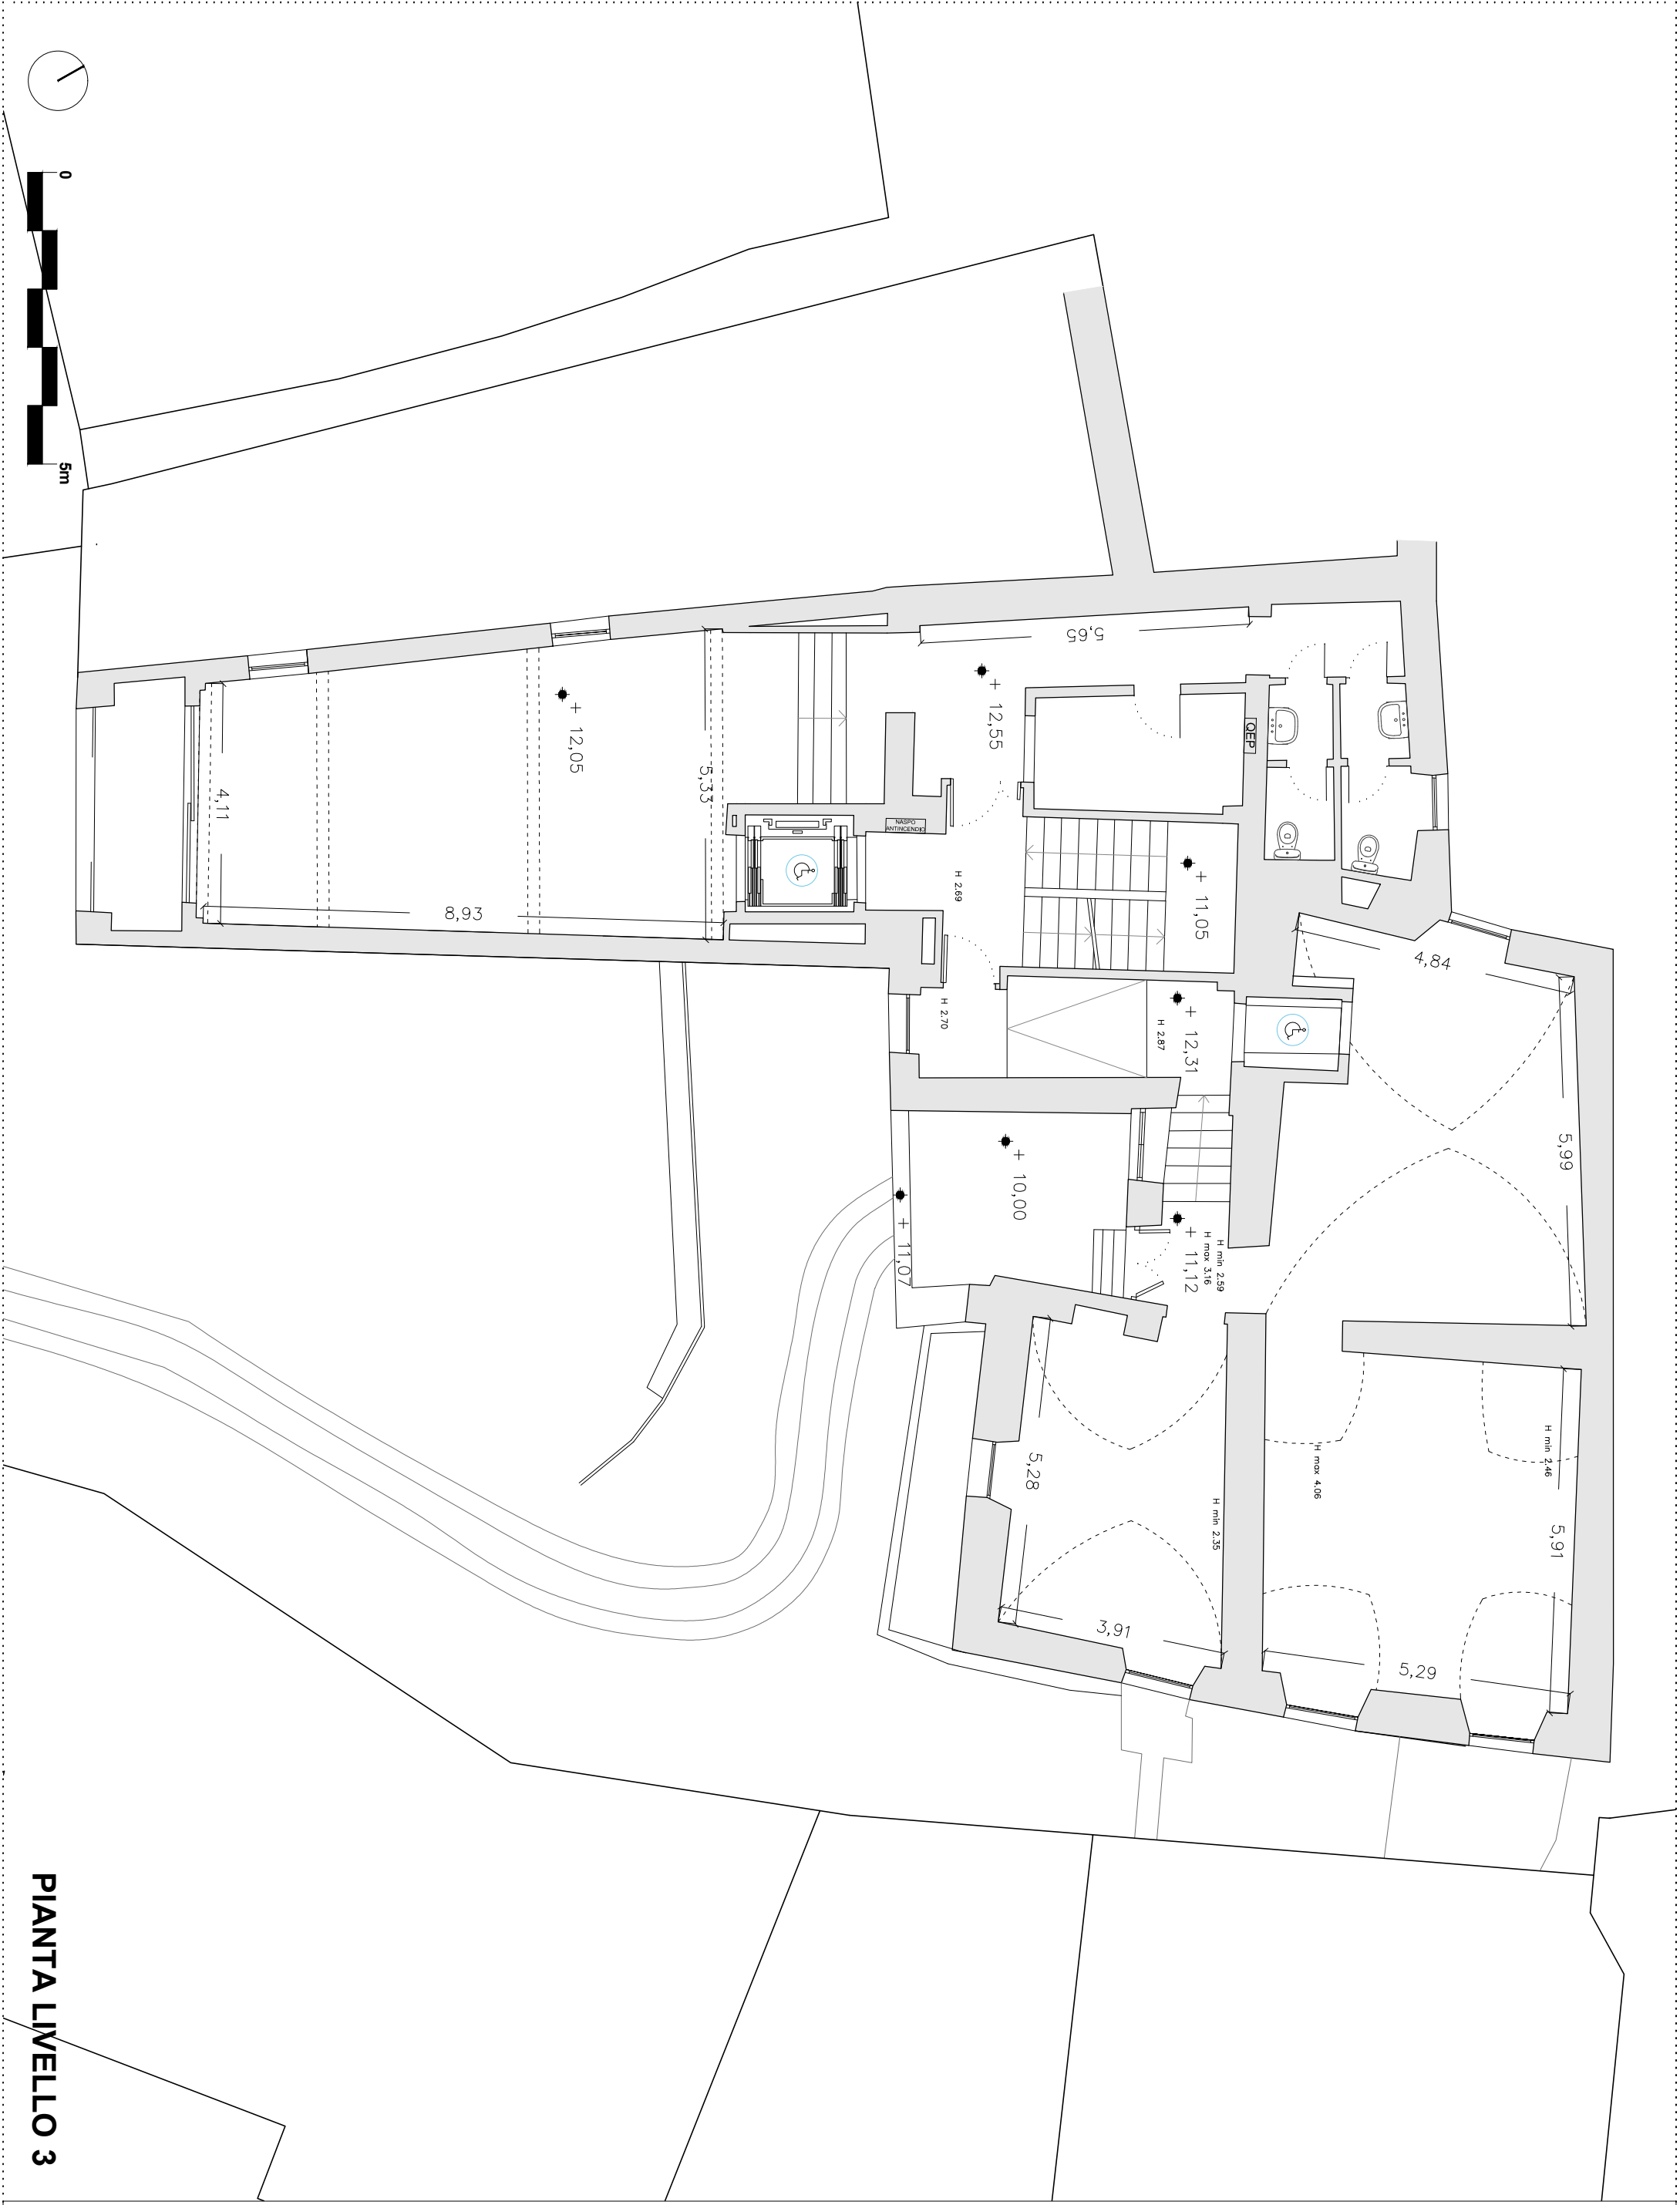 0
5m
5,65
+ 12,55
+ 12,05
QEP
5,33
4,11
NASPO
ANTINCENDIO
H 2.69
+ 11,05
8,93
4,84
H 2.70
H 2.87
+ 12,31
5,99
+ 10,00
+ 11,07
+ 11,12
H min 2.59
H max 3.16
5,28
H min 2.46
H max 4.06
H min 2.35
5,91
3,91
5,29
PIANTA LIVELLO 3